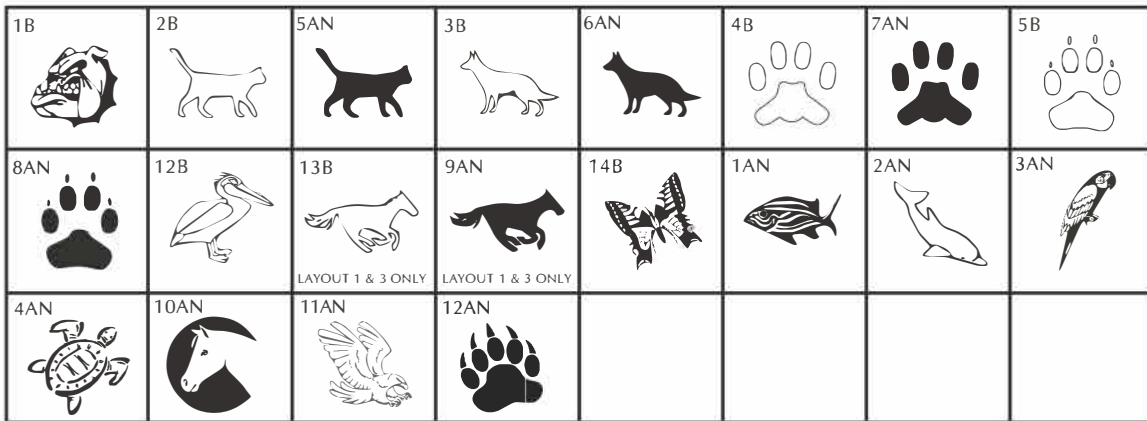 1B
2B
5AN
3B
6AN
4B
7AN
5B
8AN
12B
13B
LAYOUT 1 & 3 ONLY
9AN
LAYOUT 1 & 3 ONLY
14B
1AN
2AN
3AN
4AN
10AN
11AN
12AN